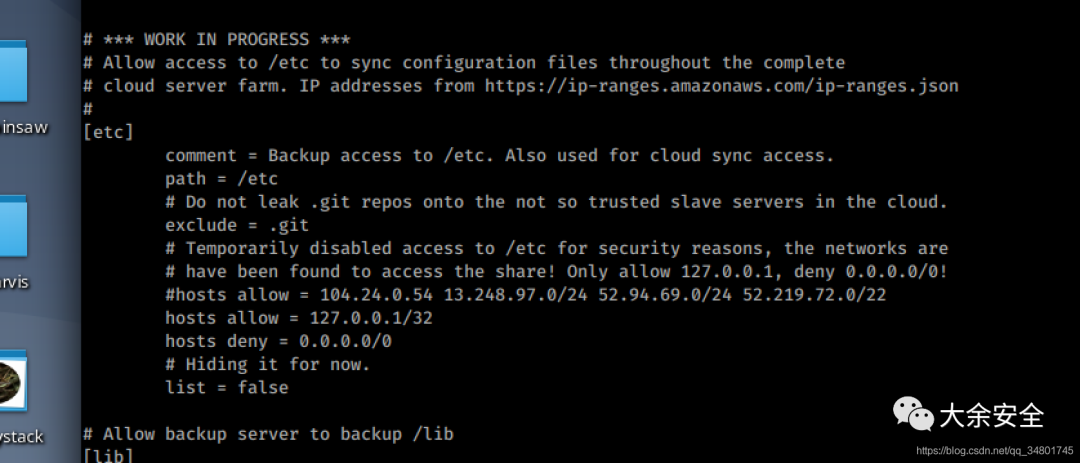 # *** WORK IN PROGRESS ***
# Allow access to /etc to sync configuration files throughout the complete
# cloud server farm. IP addresses from https://ip-ranges.amazonaws.com/ip-ranges.json
#
insaw
[etc]
comment = Backup access to /etc. Also used for cloud sync access.
path = /etc
# Do not leak .git repos onto the not so trusted slave servers in the cloud.
exclude = .git
# Temporarily disabled access to /etc for security reasons, the networks are
# have been found to access the share! Only allow 127.0.0.1, deny 0.0.0.0/0!
arvis
#hosts allow = 104.24.0.54 13.248.97.0/24 52.94.69.0/24 52.219.72.0/22
hosts allow = 127.0.0.1/32
hosts deny = 0.0.0.0/0
# Hiding it for now.
list = false
ystack
# Allow backup server to backup /lib
[lib]
大余安全
https://blog.csdn.net/qq_34801745